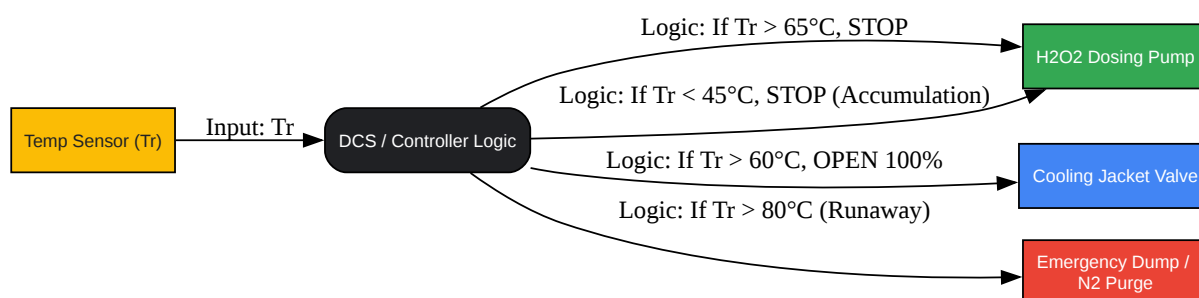 Logic: If Tr > 65°C, STOP
H2O2 Dosing Pump
Logic: If Tr < 45°C, STOP (Accumulation)
Temp Sensor (Tr)
Input: Tr
DCS / Controller Logic
Logic: If Tr > 60°C, OPEN 100%
Cooling Jacket Valve
Logic: If Tr > 80°C (Runaway)
Emergency Dump /
N2 Purge